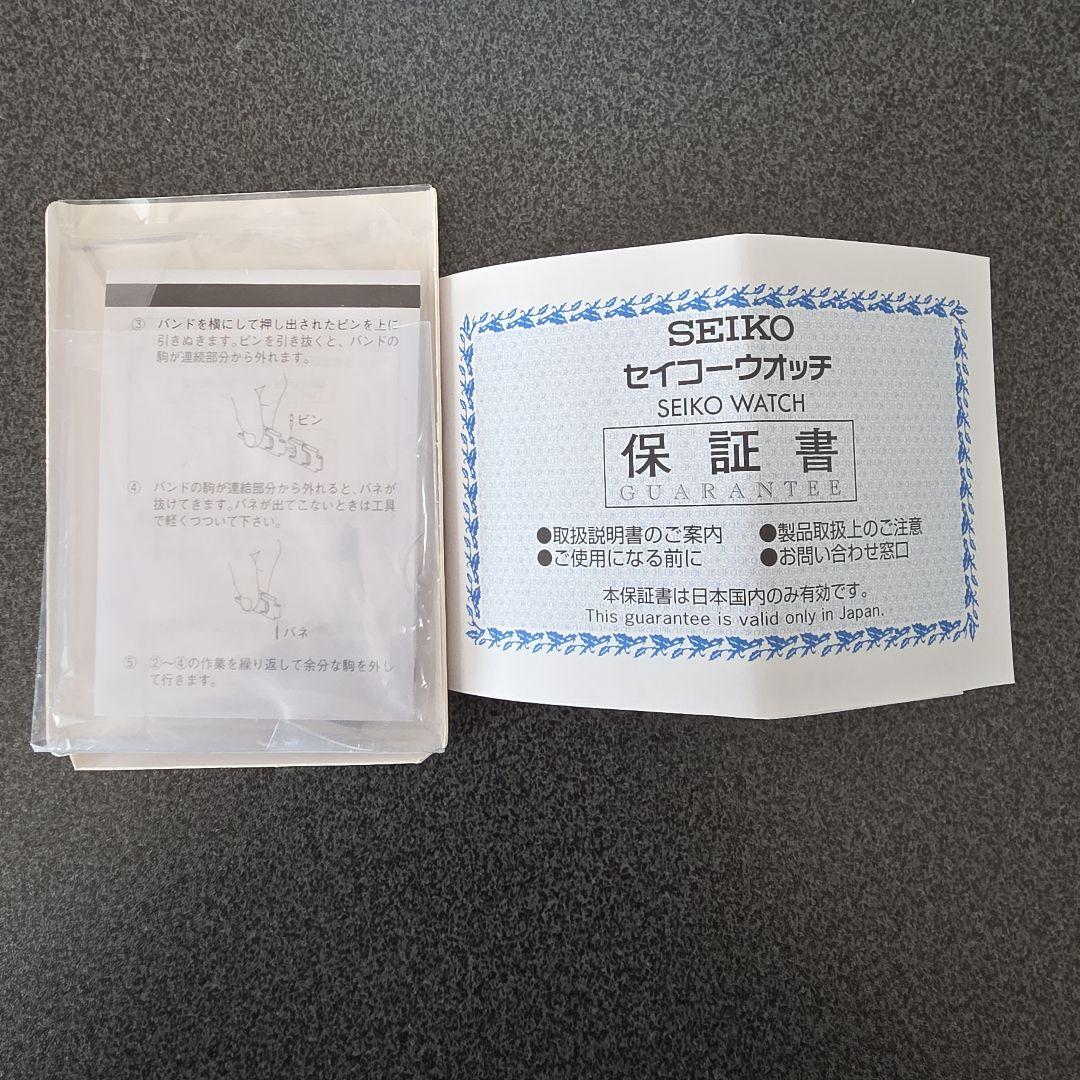 ③ バンドを横にして押し出されたピンを上に
引きぬきます。ピンを引き抜くと、バンドの
駒が連続部分から外れます。
ピン
④ バンドの駒が連結部分から外れると、バネが
抜けてきます。バネが出てこないときは工具
で軽くつついて下さい。
バネ
⑤ ②〜④の作業を繰り返して余分な駒を外し
て行きます。
SEIKO
セイコーウオッチ
SEIKO WATCH
保証書
GUARANTEE
●取扱説明書のご案内 ●製品取扱上のご注意
●ご使用になる前に ●お問い合わせ窓口
本保証書は日本国内のみ有効です。
This guarantee is valid only in Japan.